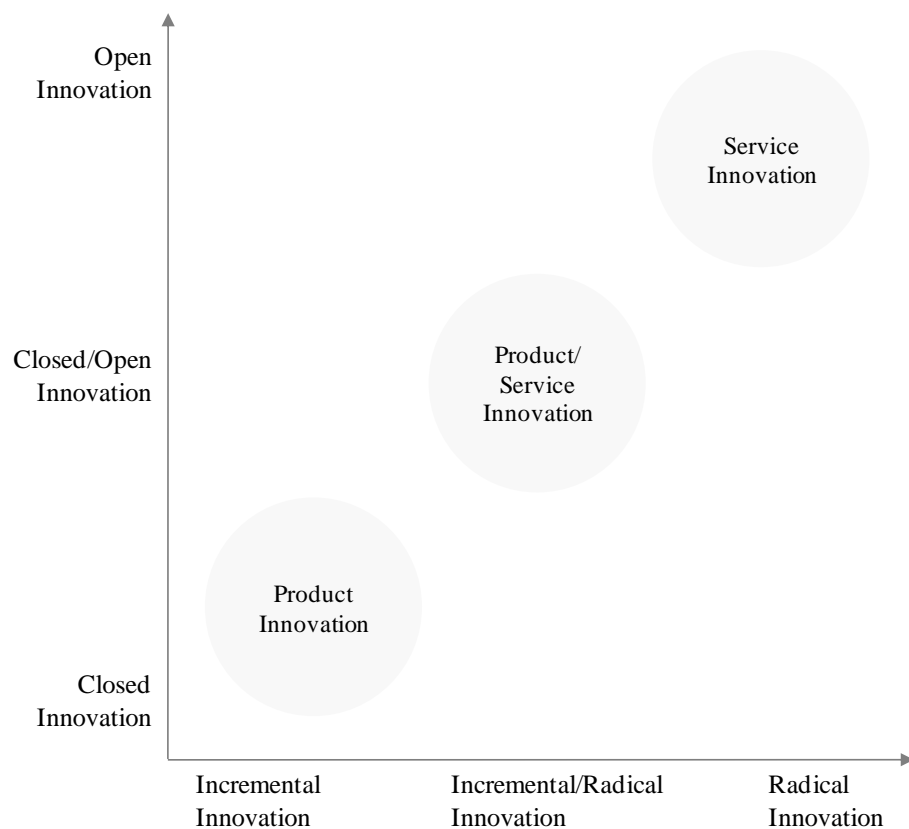 Open
Innovation
Service
Innovation
Closed/Open
Innovation
Product/
Service
Innovation
Product
Innovation
Closed
Innovation
Incremental
Innovation
Incremental/Radical
Innovation
Radical
Innovation